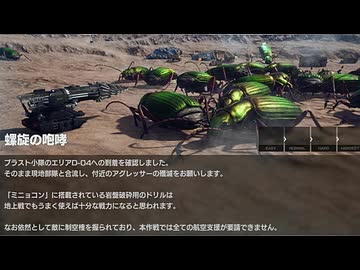 螺旋の咆哮
EASY NORMAL HARD HARDEST
ブラスト小隊のエリアD-04への到着を確認しました。
そのまま現地部隊と合流し、付近のアグレッサーの殲滅をお願いします。
「ミニョコン」に搭載されている岩盤破砕用のドリルは
地上戦でもうまく使えば十分な戦力になると思われます。
なお依然として敵に制空権を握られており、本作戦では全ての航空支援が要請できません。